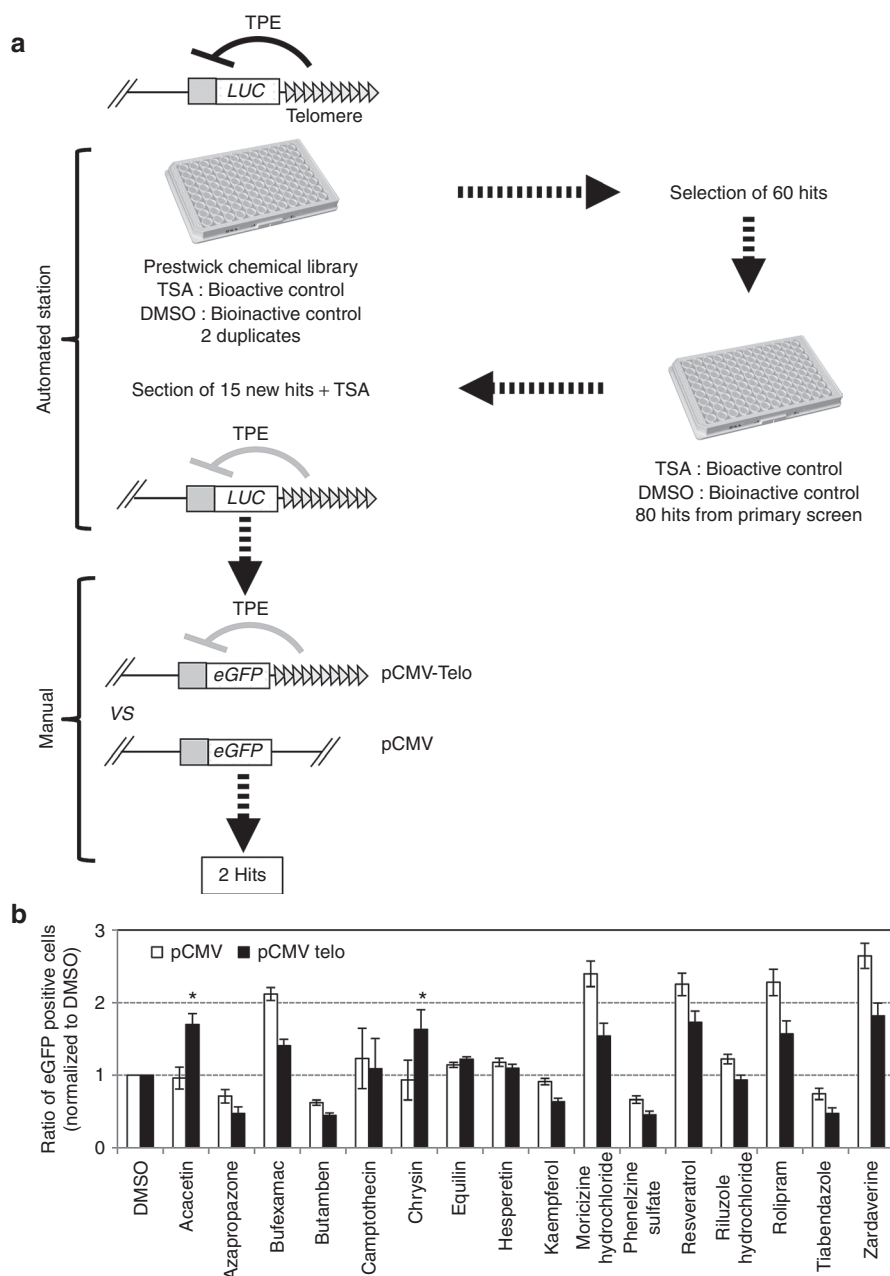 a
TPE
LUC
Telomere
Automated station
Prestwick chemical library
TSA : Bioactive control
DMSO : Bioinactive control
2 duplicates
Selection of 60 hits
TSA : Bioactive control
DMSO : Bioinactive control
80 hits from primary screen
Section of 15 new hits + TSA
TPE
LUC
Manual
TPE
eGFP
pCMV-Telo
VS
eGFP
pCMV
2 Hits
b
Ratio of eGFP positive cells
(normalized to DMSO)
3
2
1
0
pCMV
pCMV telo
*
*
DMSO
Acacetin
Azapropazone
Bufexamac
Butamben
Camptothecin
Chrysin
Equilin
Hesperetin
Kaempferol
Moricizine
hydrochloride
Phenelzine
sulfate
Resveratrol
Riluzole
hydrochloride
Rolipram
Tiabendazole
Zardaverine